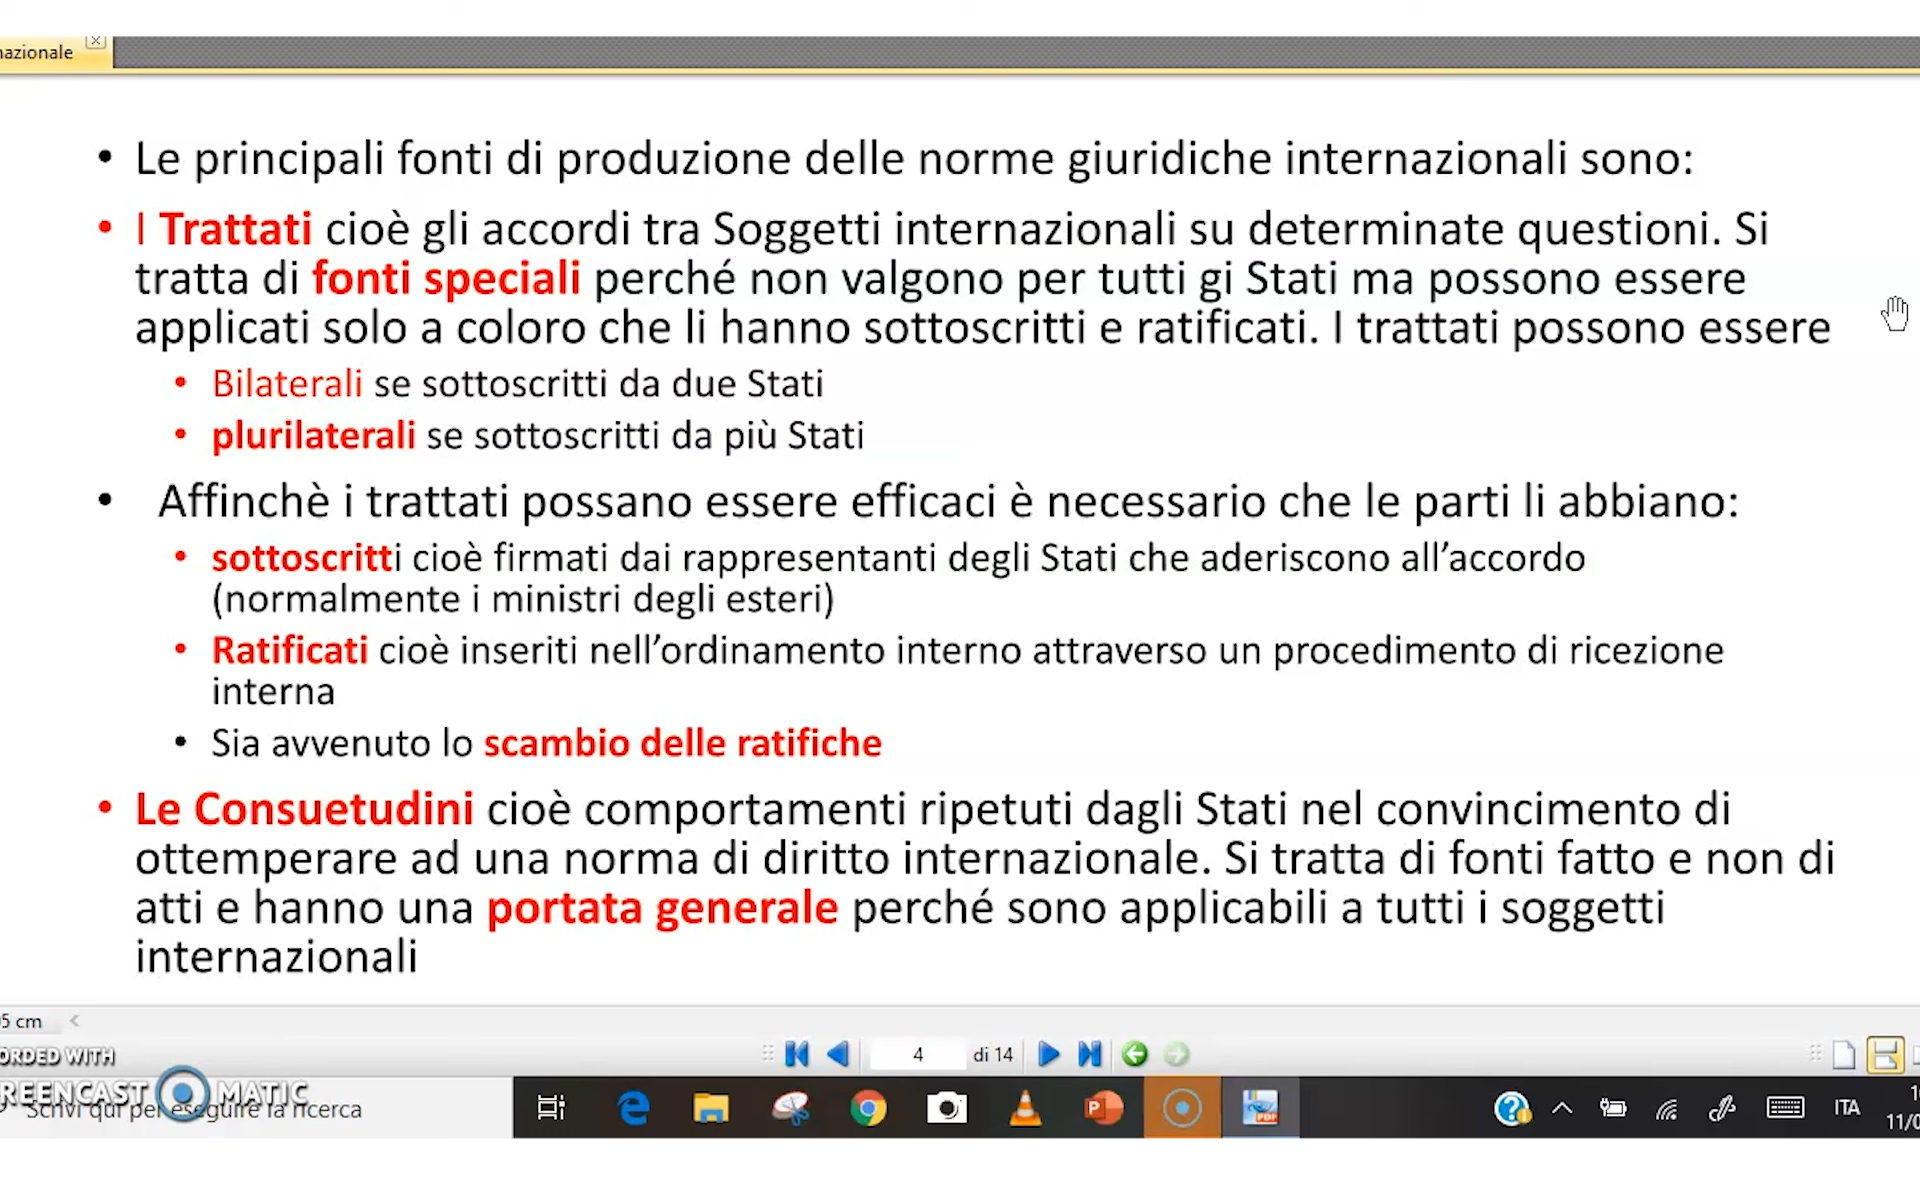 nazionale
• Le principali fonti di produzione delle norme giuridiche internazionali sono:
• I Trattati cioè gli accordi tra Soggetti internazionali su determinate questioni. Si
tratta di fonti speciali perché non valgono per tutti gi Stati ma possono essere
applicati solo a coloro che li hanno sottoscritti e ratificati. I trattati possono essere
• Bilaterali se sottoscritti da due Stati
• plurilaterali se sottoscritti da più Stati
• Affinchè i trattati possano essere efficaci è necessario che le parti li abbiano:
• sottoscritti cioè firmati dai rappresentanti degli Stati che aderiscono all’accordo
(normalmente i ministri degli esteri)
• Ratificati cioè inseriti nell’ordinamento interno attraverso un procedimento di ricezione
interna
• Sia avvenuto lo scambio delle ratifiche
• Le Consuetudini cioè comportamenti ripetuti dagli Stati nel convincimento di
ottemperare ad una norma di diritto internazionale. Si tratta di fonti fatto e non di
atti e hanno una portata generale perché sono applicabili a tutti i soggetti
internazionali
5 cm
ORDED WITH
4 di 14
REENCAST MATIC
Scrivi qui per eseguire la ricerca
ITA
11/0